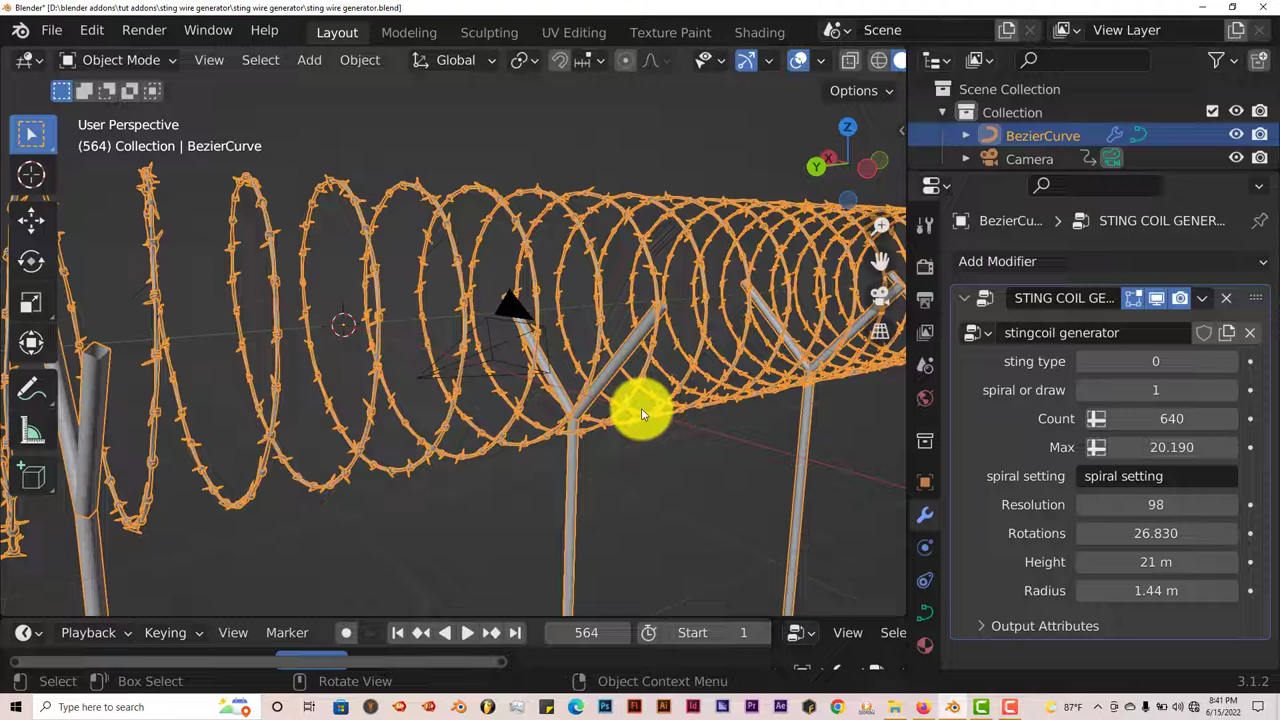 Blender* [D:\blender addons\tut addons\sting wire generator\sting wire generator\sting wire generator.blend]
File Edit Render Window Help Layout Modeling Sculpting UV Editing Texture Paint Shading Scene View Layer
Object Mode View Select Add Object Global
Options
User Perspective
(564) Collection | BezierCurve
Z
X
Y
Scene Collection
Collection
BezierCurve
Camera
BezierCu... STING COIL GENER...
Add Modifier
STING COIL GE...
stingcoil generator
sting type 0
spiral or draw 1
Count 640
Max 20.190
spiral setting spiral setting
Resolution 98
Rotations 26.830
Height 21 m
Radius 1.44 m
Output Attributes
Playback Keying View Marker 564 Start 1 View Sele
Select Box Select Rotate View Object Context Menu 3.1.2
Type here to search
87°F
8:41 PM
6/15/2022